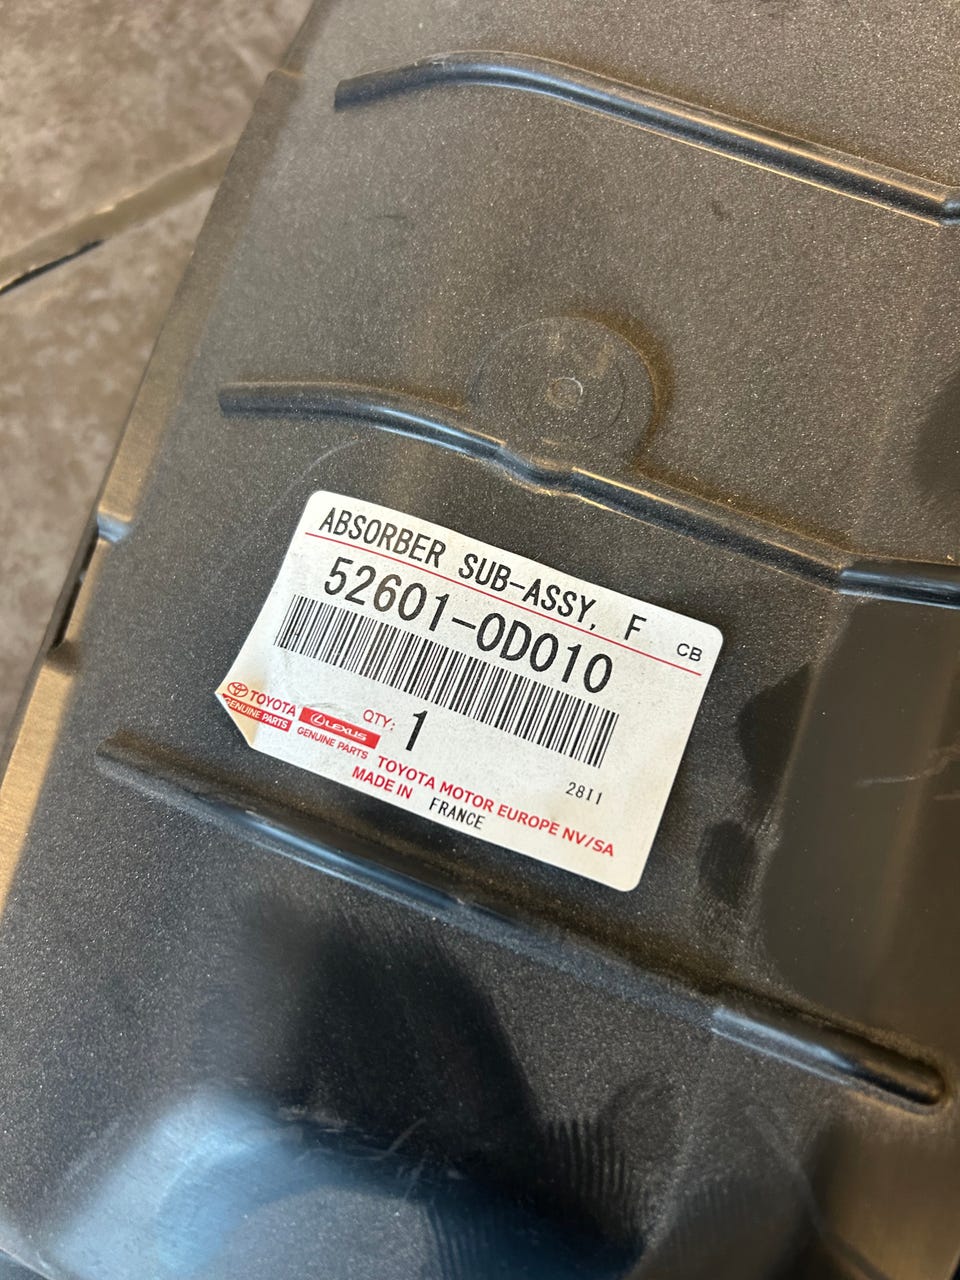 ABSORBER SUB-ASSY, F
CB
52601-0D010
TOYOTA
GENUINE PARTS
LEXUS
GENUINE PARTS
QTY: 1
2811
TOYOTA MOTOR EUROPE NV/SA
MADE IN FRANCE